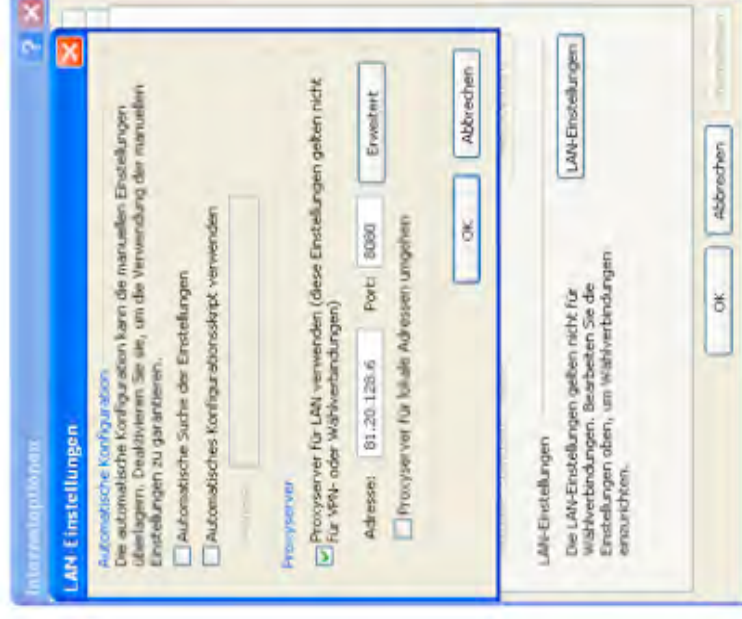 Internetoptionen
LAN-Einstellungen
Automatische Konfiguration
Die automatische Konfiguration kann die manuellen Einstellungen
überlagern. Deaktivieren Sie sie, um die Verwendung der manuellen
Einstellungen zu garantieren.
Automatische Suche der Einstellungen
Automatisches Konfigurationsskript verwenden
Proxyserver
Proxyserver für LAN verwenden (diese Einstellungen gelten nicht
für VPN- oder Wählverbindungen)
Adresse: 81.20.128.6 Port: 8080 Erweitert
Proxyserver für lokale Adressen umgehen
OK Abbrechen
LAN-Einstellungen
Die LAN-Einstellungen gelten nicht für
Wählverbindungen. Bearbeiten Sie die
Einstellungen oben, um Wählverbindungen
einzurichten.
LAN-Einstellungen
OK Abbrechen